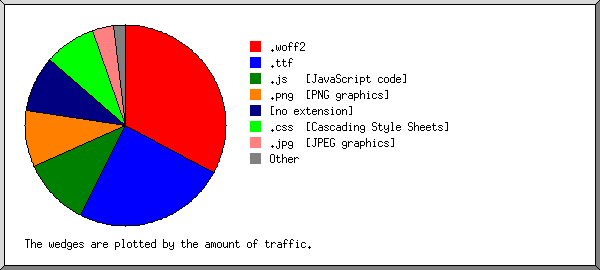 .woff2
.ttf
.js [JavaScript code]
.png [PNG graphics]
[no extension]
.css [Cascading Style Sheets]
.jpg [JPEG graphics]
Other
The wedges are plotted by the amount of traffic.